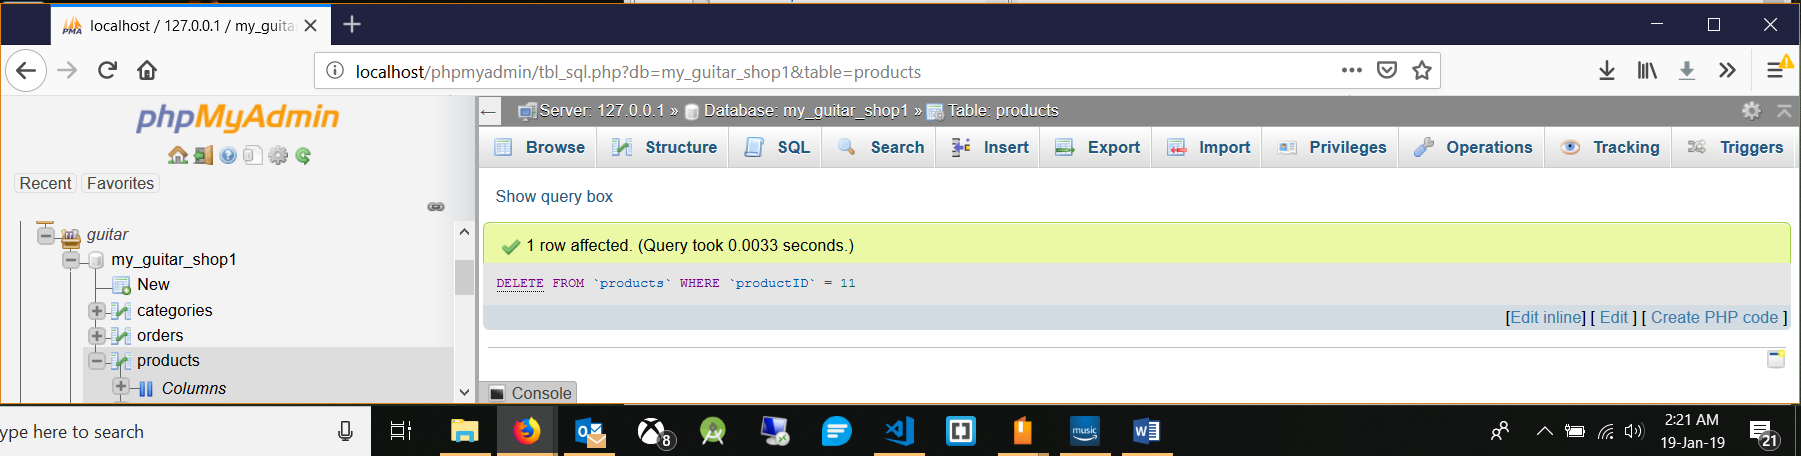 localhost / 127.0.0.1 / my_guita
localhost/phpmyadmin/tbl_sql.php?db=my_guitar_shop1&table=products
phpMyAdmin
Recent Favorites
guitar
my_guitar_shop1
New
categories
orders
products
Columns
Server: 127.0.0.1 » Database: my_guitar_shop1 » Table: products
Browse Structure SQL Search Insert Export Import Privileges Operations Tracking Triggers
Show query box
1 row affected. (Query took 0.0033 seconds.)
DELETE FROM `products` WHERE `productID` = 11
[Edit inline] [ Edit ] [ Create PHP code ]
Console
ype here to search
8
music
2:21 AM
19-Jan-19
21